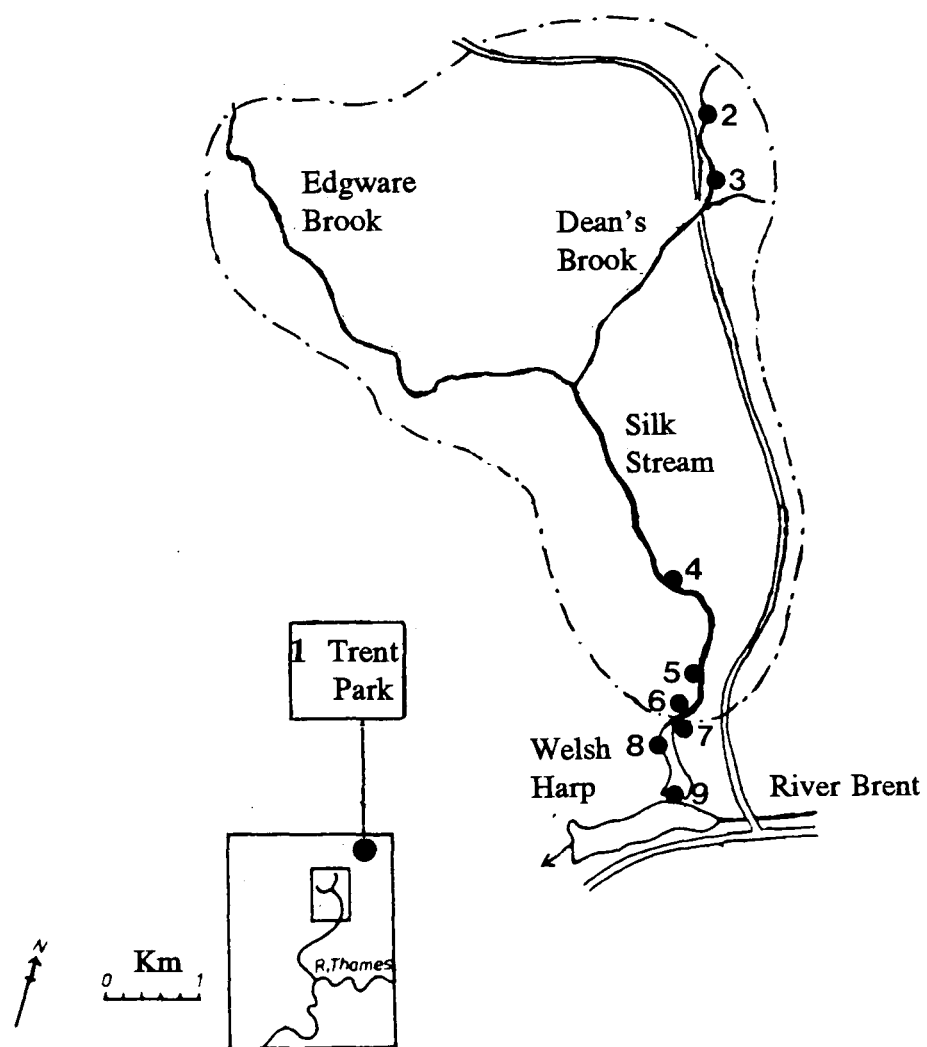 2
3
Edgware
Brook
Dean's
Brook
Silk
Stream
4
1 Trent
Park
5
6
7
8
Welsh
Harp
9
River Brent
R.Thames
N
Km
0 1